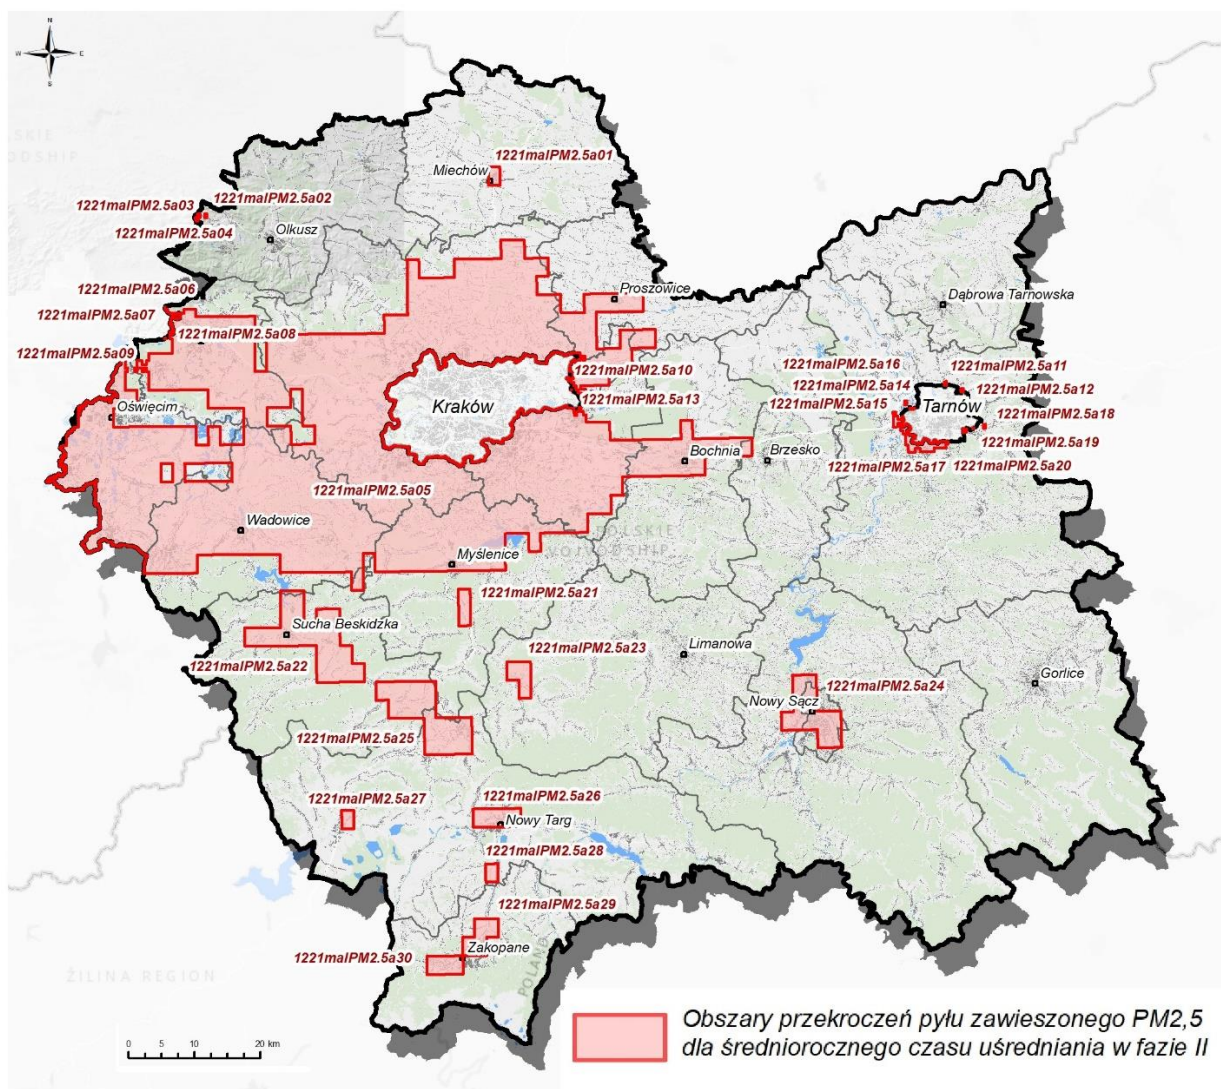 N
W E
S
SKIE
VODSHIP
1221malPM2.5a01
Miechów
1221malPM2.5a03
1221malPM2.5a02
1221malPM2.5a04
Olkusz
1221malPM2.5a06
Proszowice
Dąbrowa Tarnowska
1221malPM2.5a07
1221malPM2.5a08
1221malPM2.5a09
1221malPM2.5a10
1221malPM2.5a16
1221malPM2.5a11
1221malPM2.5a14
1221malPM2.5a12
1221malPM2.5a13
1221malPM2.5a15
Oświęcim
Kraków
Tarnów
1221malPM2.5a18
1221malPM2.5a19
Bochnia
Brzesko
1221malPM2.5a17
1221malPM2.5a20
1221malPM2.5a05
Wadowice
POLSKIE
VOIVODSHIP
Myślenice
1221malPM2.5a21
Sucha Beskidzka
1221malPM2.5a22
1221malPM2.5a23
Limanowa
Gorlice
1221malPM2.5a24
Nowy Sącz
1221malPM2.5a25
1221malPM2.5a27
1221malPM2.5a26
Nowy Targ
1221malPM2.5a28
1221malPM2.5a29
Zakopane
1221malPM2.5a30
POLAND
ŽILINA REGION
0 5 10 20 km
Obszary przekroczeń pyłu zawieszonego PM2,5
dla średniorocznego czasu uśredniania w fazie II